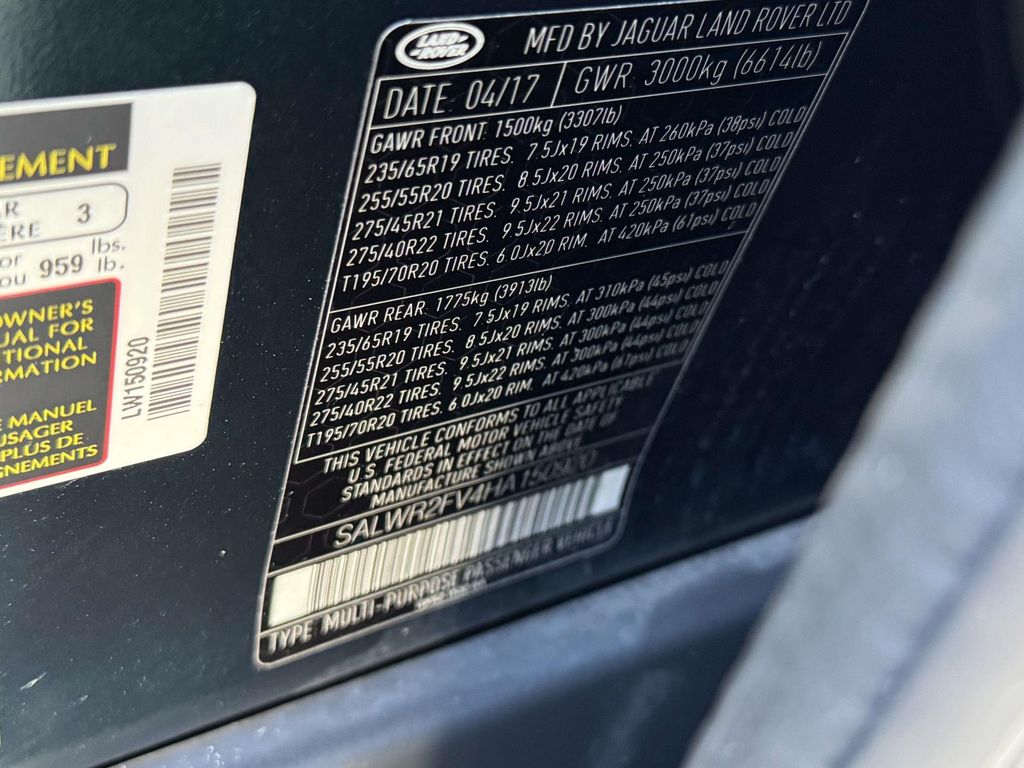 EMENT
AR 3
ÈRE
or 959 lbs.
ou lb.
OWNER'S
UAL FOR
ITIONAL
RMATION
E MANUEL
USAGER
PLUS DE
GNEMENTS
LW150920
LAND
ROVER
MFD BY JAGUAR LAND ROVER LTD
DATE 04/17 GWR 3000kg (6614lb)
GAWR FRONT 1500kg (3307lb)
235/65R19 TIRES. 7.5Jx19 RIMS. AT 260kPa (38psi) COLD
255/55R20 TIRES. 8.5Jx20 RIMS. AT 250kPa (37psi) COLD
275/45R21 TIRES. 9.5Jx21 RIMS. AT 250kPa (37psi) COLD
275/40R22 TIRES. 9.5Jx22 RIMS. AT 250kPa (37psi) COLD
T195/70R20 TIRES. 6.0Jx20 RIM. AT 420kPa (61psi) COLD
GAWR REAR 1775kg (3913lb)
235/65R19 TIRES. 7.5Jx19 RIMS. AT 310kPa (45psi) COLD
255/55R20 TIRES. 8.5Jx20 RIMS. AT 300kPa (44psi) COLD
275/45R21 TIRES. 9.5Jx21 RIMS. AT 300kPa (44psi) COLD
275/40R22 TIRES. 9.5Jx22 RIMS. AT 300kPa (44psi) COLD
T195/70R20 TIRES. 6.0Jx20 RIM. AT 420kPa (61psi) COLD
THIS VEHICLE CONFORMS TO ALL APPLICABLE
U.S. FEDERAL MOTOR VEHICLE SAFETY
STANDARDS IN EFFECT ON THE DATE OF
MANUFACTURE SHOWN ABOVE
SALWR2FV4HA150920
TYPE MULTI-PURPOSE PASSENGER VEHICLE